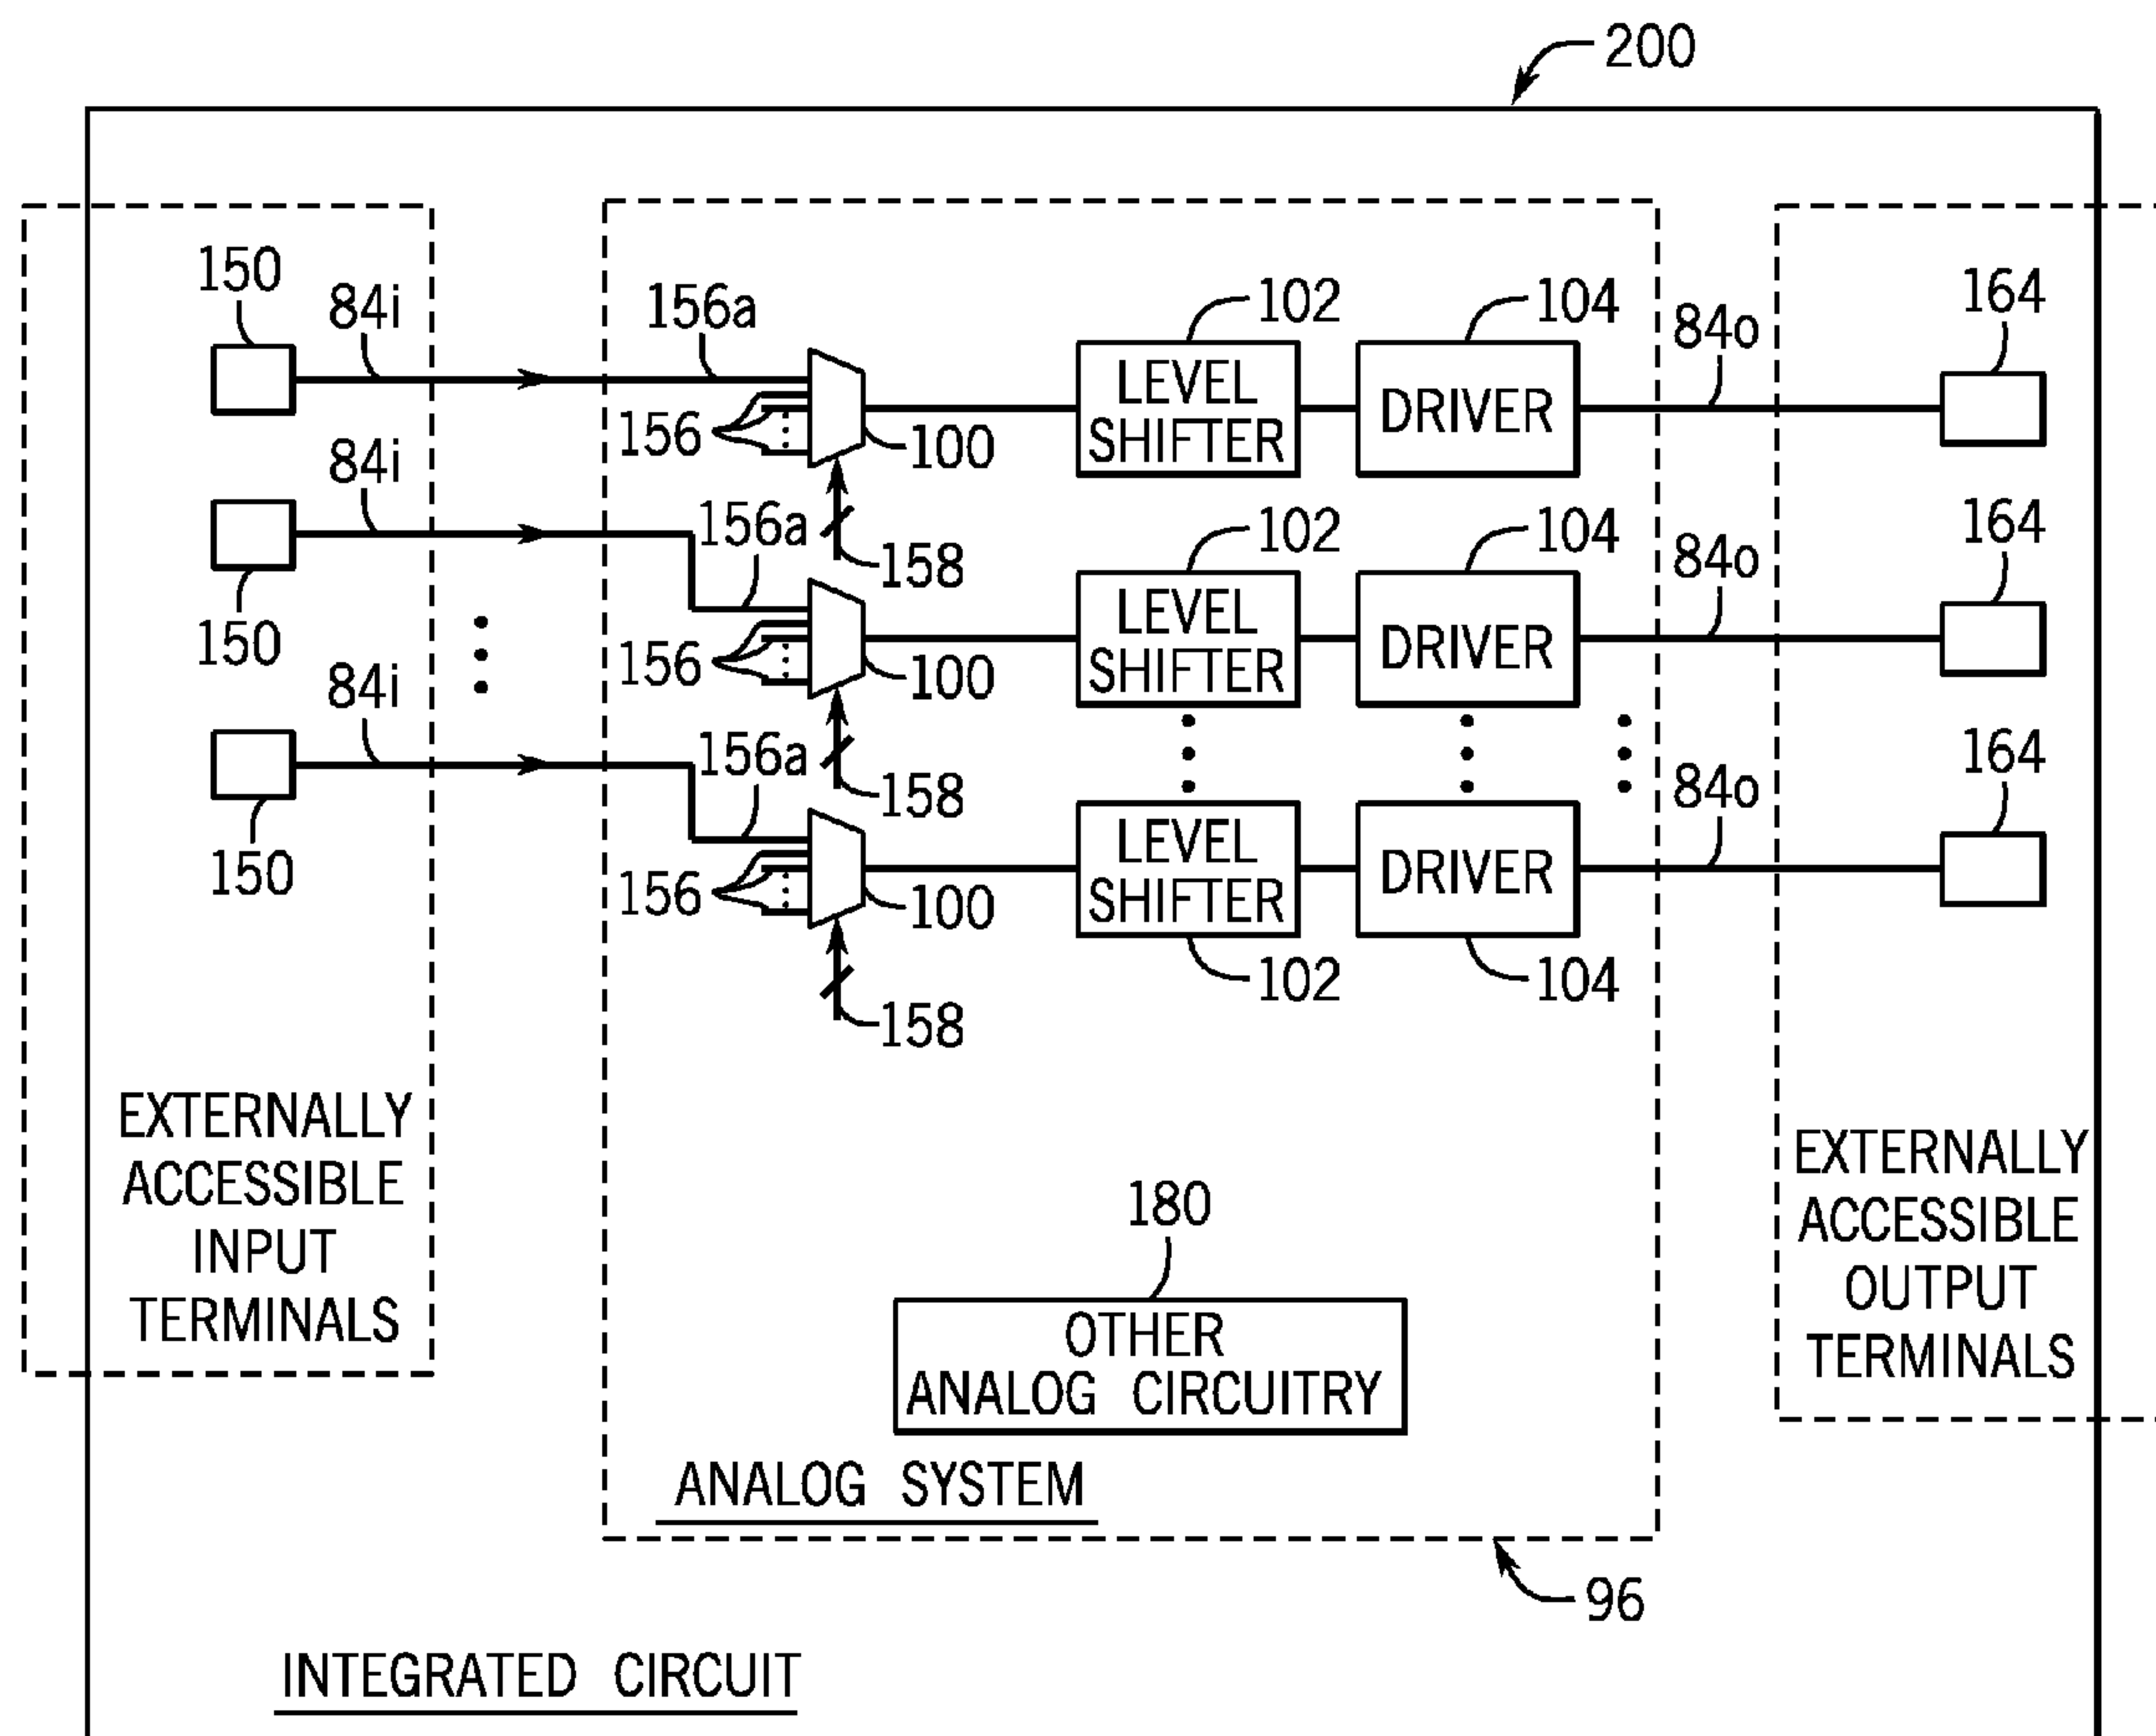 200
150
84i
156a
102
104
84o
164
LEVEL
SHIFTER
DRIVER
156
100
84i
158
150
156a
102
104
84o
164
LEVEL
SHIFTER
DRIVER
156
100
84i
158
150
156a
84o
164
LEVEL
SHIFTER
DRIVER
156
100
102
104
158
EXTERNALLY
ACCESSIBLE
INPUT
TERMINALS
EXTERNALLY
ACCESSIBLE
OUTPUT
TERMINALS
180
OTHER
ANALOG CIRCUITRY
ANALOG SYSTEM
96
INTEGRATED CIRCUIT